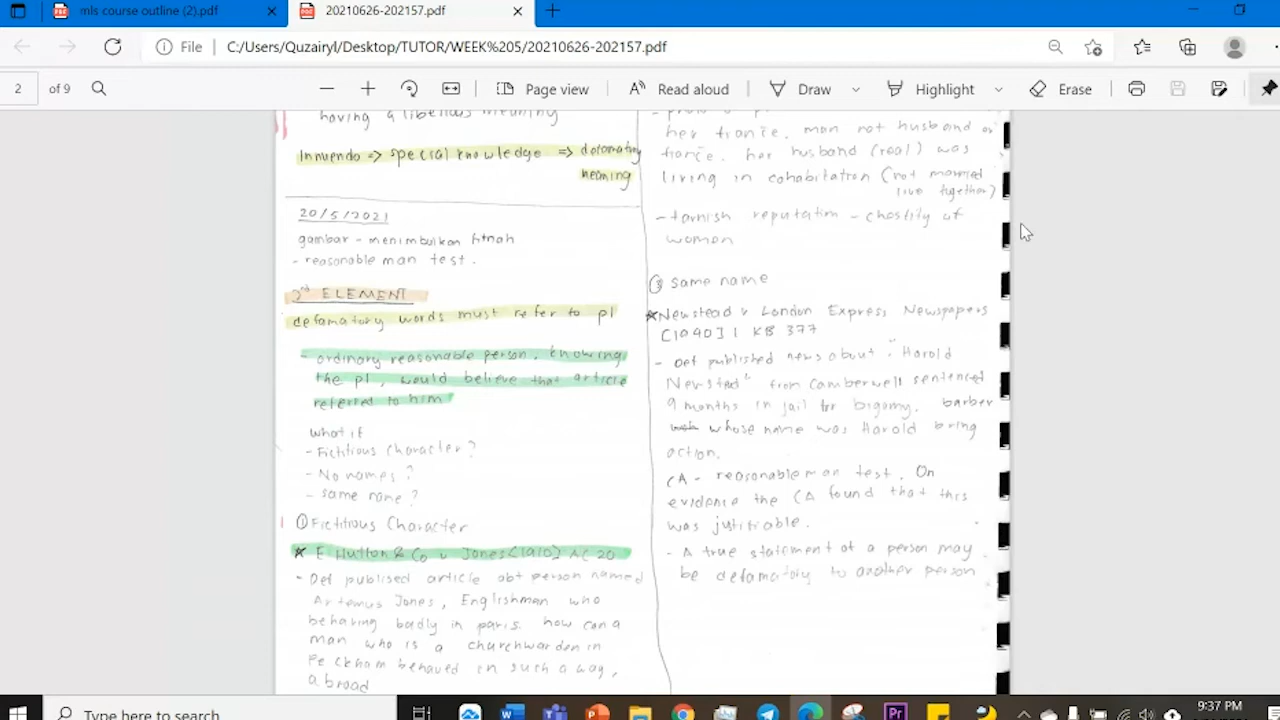 mls course outline (2).pdf
20210626-202157.pdf
File
C:/Users/Quzairyl/Desktop/TUTOR/WEEK%205/20210626-202157.pdf
2 of 9
Page view
Read aloud
Draw
Highlight
Erase
having a libellous meaning
Innuendo => special knowledge => defamatory
meaning
20/5/2021
gambar - menimbulkan fitnah
- reasonable man test.
2nd ELEMENT
defamatory words must refer to pl
- ordinary reasonable person, knowing
the pl, would believe that article
referred to him
what if
- Fictitious character?
- No names?
- same name?
① Fictitious Character
* E Hutton & Co v Jones [1910] AC 20
- Def publised article abt person named
Artemus Jones, Englishman who
behaving badly in paris. how can a
man who is a churchwarden in
Peckham behaved in such a way,
abroad
her fiance. man not husband or
fiance. her husband (real) was
living in cohabitation (not married
live together)
- tarnish reputation - chastity of
woman
③ same name
* Newstead v London Express Newspapers
[1940] 1 KB 377
- Def published news about "Harold
Newsted" from Camberwell sentenced
9 months in jail for bigamy. barber
whose name was Harold bring
action.
CA - reasonable man test. On
evidence the CA found that this
was justifiable.
- A true statement of a person may
be defamatory to another person
Type here to search
9:37 PM